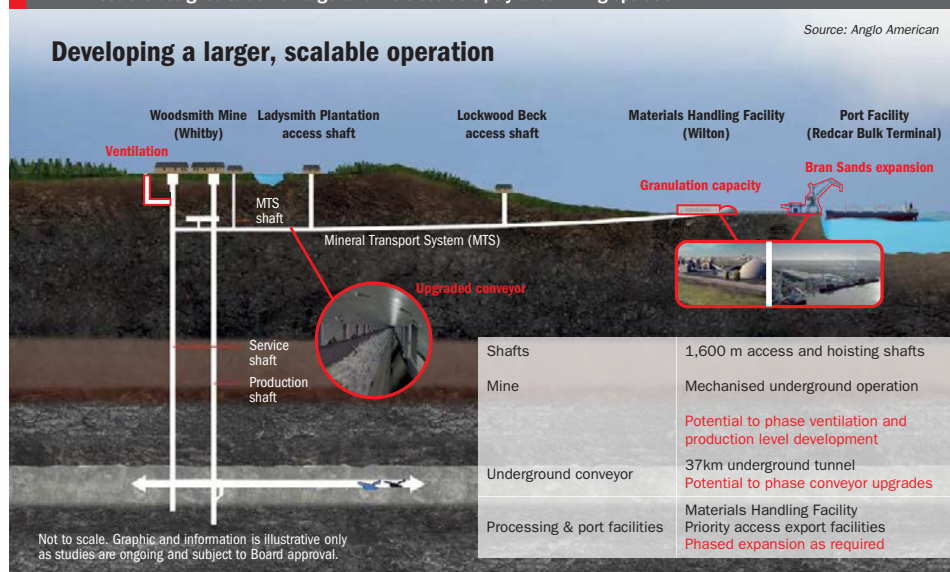 Source: Anglo American
Developing a larger, scalable operation
Woodsmith Mine
(Whitby)
Ladysmith Plantation
access shaft
Lockwood Beck
access shaft
Materials Handling Facility
(Wilton)
Port Facility
(Redcar Bulk Terminal)
Ventilation
Bran Sands expansion
Granulation capacity
MTS
shaft
Mineral Transport System (MTS)
Upgraded conveyor
Service
shaft
Production
shaft
Shafts
1,600 m access and hoisting shafts
Mine
Mechanised underground operation
Potential to phase ventilation and
production level development
Underground conveyor
37km underground tunnel
Potential to phase conveyor upgrades
Processing & port facilities
Materials Handling Facility
Priority access export facilities
Phased expansion as required
Not to scale. Graphic and information is illustrative only
as studies are ongoing and subject to Board approval.